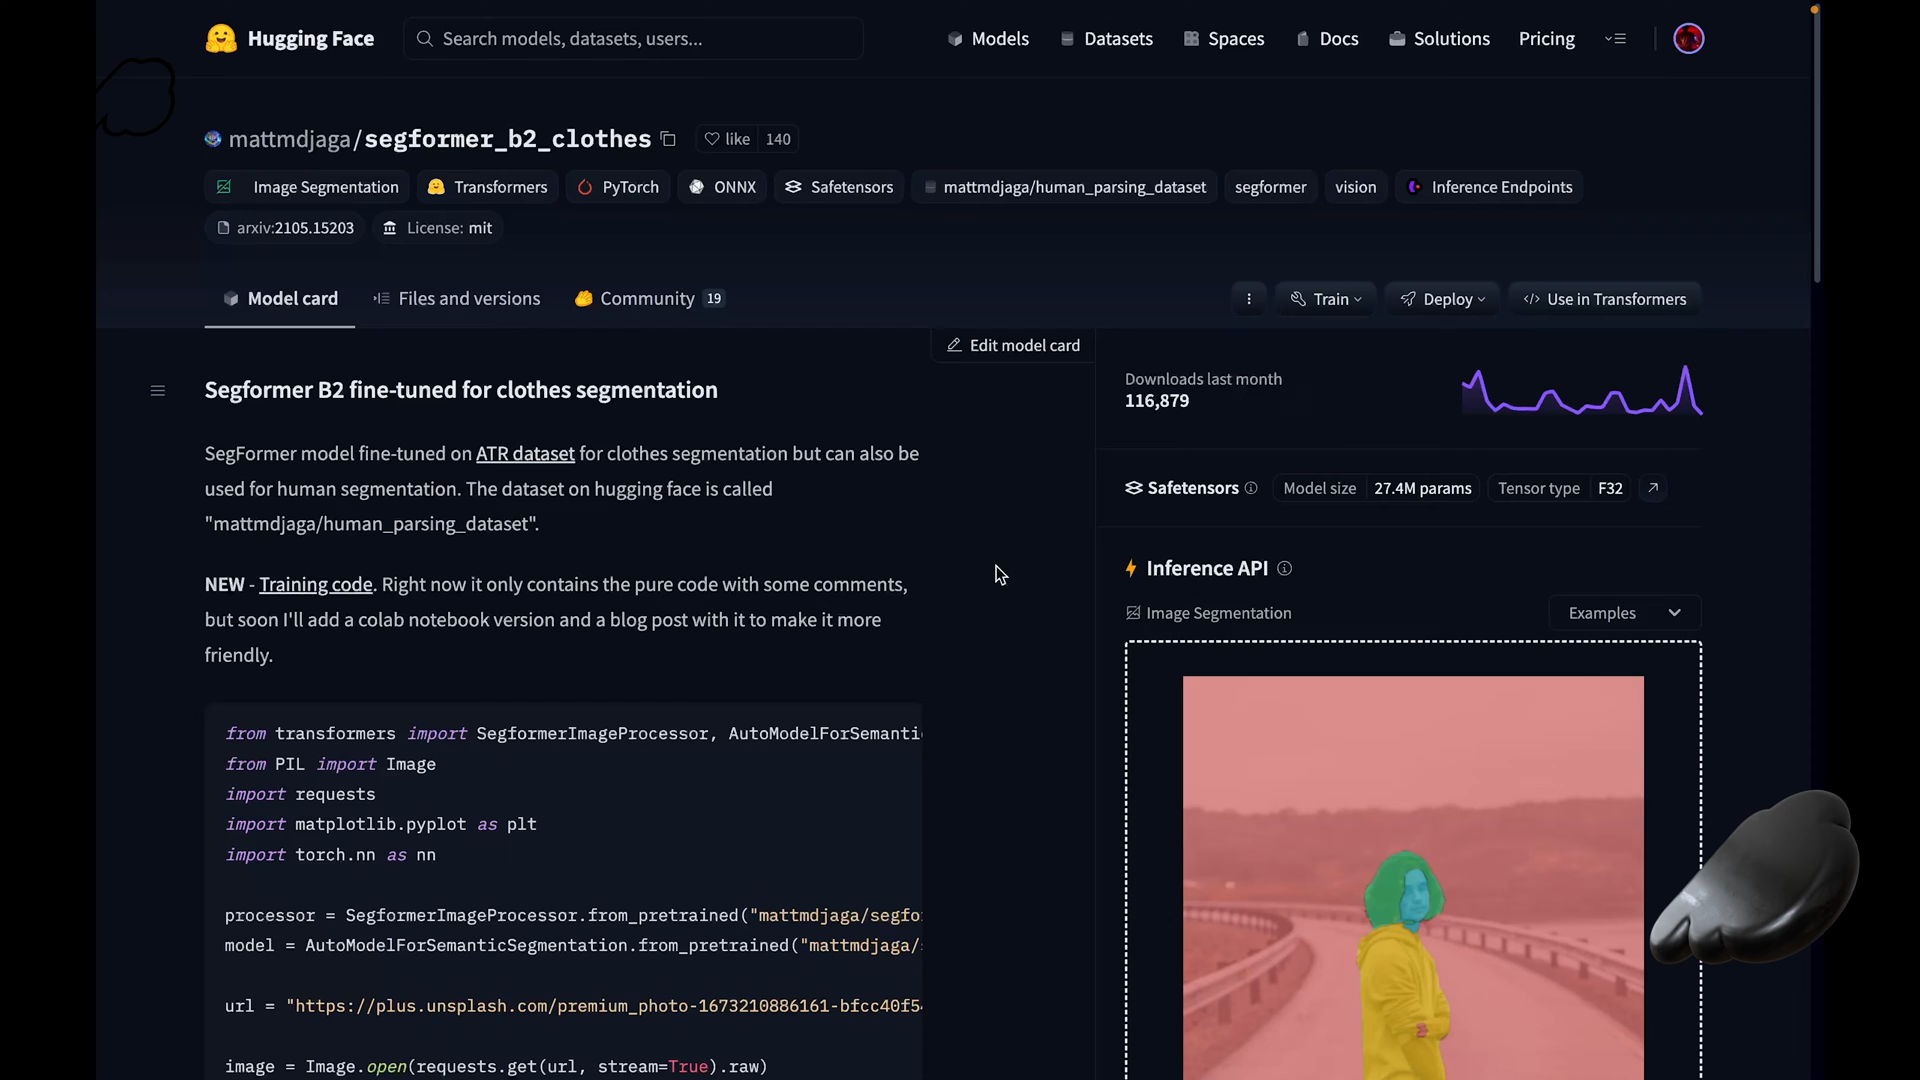 Hugging Face
Search models, datasets, users...
Models
Datasets
Spaces
Docs
Solutions
Pricing
mattmdjaga/segformer_b2_clothes
like 140
Image Segmentation
Transformers
PyTorch
ONNX
Safetensors
mattmdjaga/human_parsing_dataset
segformer
vision
Inference Endpoints
arxiv:2105.15203
License: mit
Model card
Files and versions
Community 19
Train
Deploy
</> Use in Transformers
Edit model card
Segformer B2 fine-tuned for clothes segmentation
SegFormer model fine-tuned on ATR dataset for clothes segmentation but can also be
used for human segmentation. The dataset on hugging face is called
"mattmdjaga/human_parsing_dataset".
NEW - Training code. Right now it only contains the pure code with some comments,
but soon I'll add a colab notebook version and a blog post with it to make it more
friendly.
from transformers import SegformerImageProcessor, AutoModelForSemantic
from PIL import Image
import requests
import matplotlib.pyplot as plt
import torch.nn as nn
processor = SegformerImageProcessor.from_pretrained("mattmdjaga/segfo
model = AutoModelForSemanticSegmentation.from_pretrained("mattmdjaga/
url = "https://plus.unsplash.com/premium_photo-1673210886161-bfcc40f5
image = Image.open(requests.get(url, stream=True).raw)
Downloads last month
116,879
Safetensors
Model size 27.4M params
Tensor type F32
Inference API
Image Segmentation
Examples